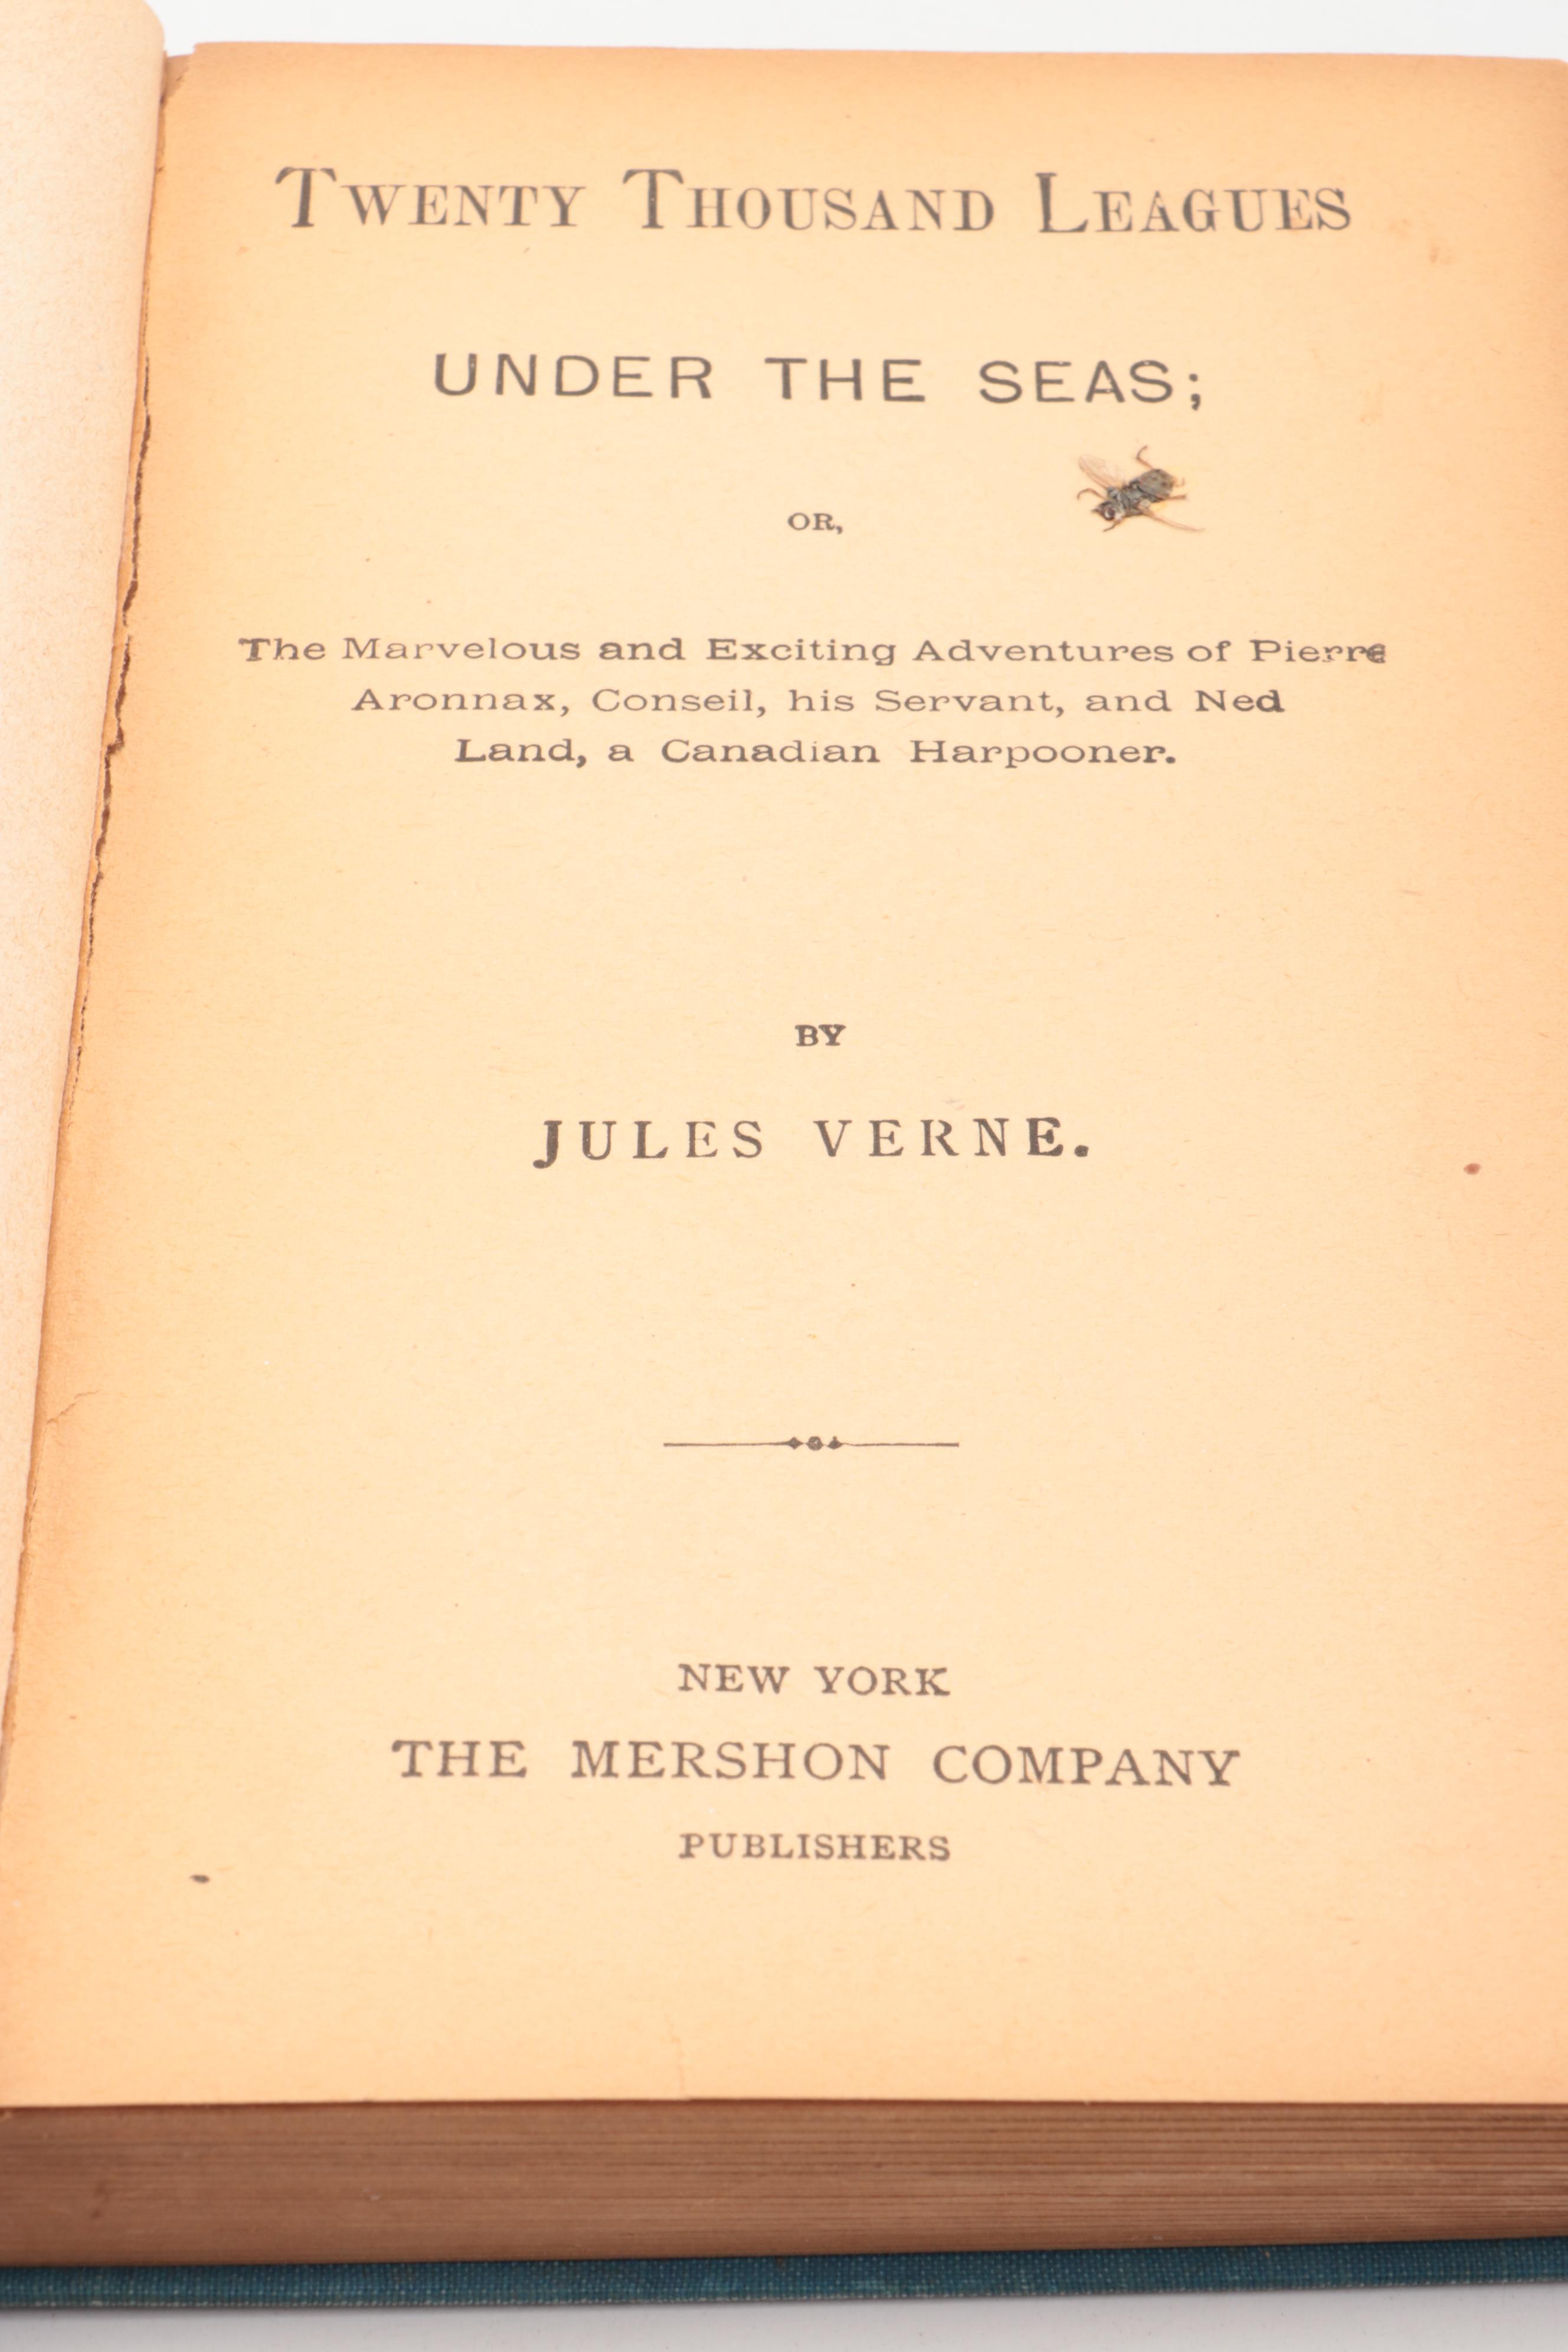 TWENTY THOUSAND LEAGUES
UNDER THE SEAS;
OR,
The Marvelous and Exciting Adventures of Pierre
Aronnax, Conseil, his Servant, and Ned
Land, a Canadian Harpooner.
BY
JULES VERNE.
NEW YORK
THE MERSHON COMPANY
PUBLISHERS